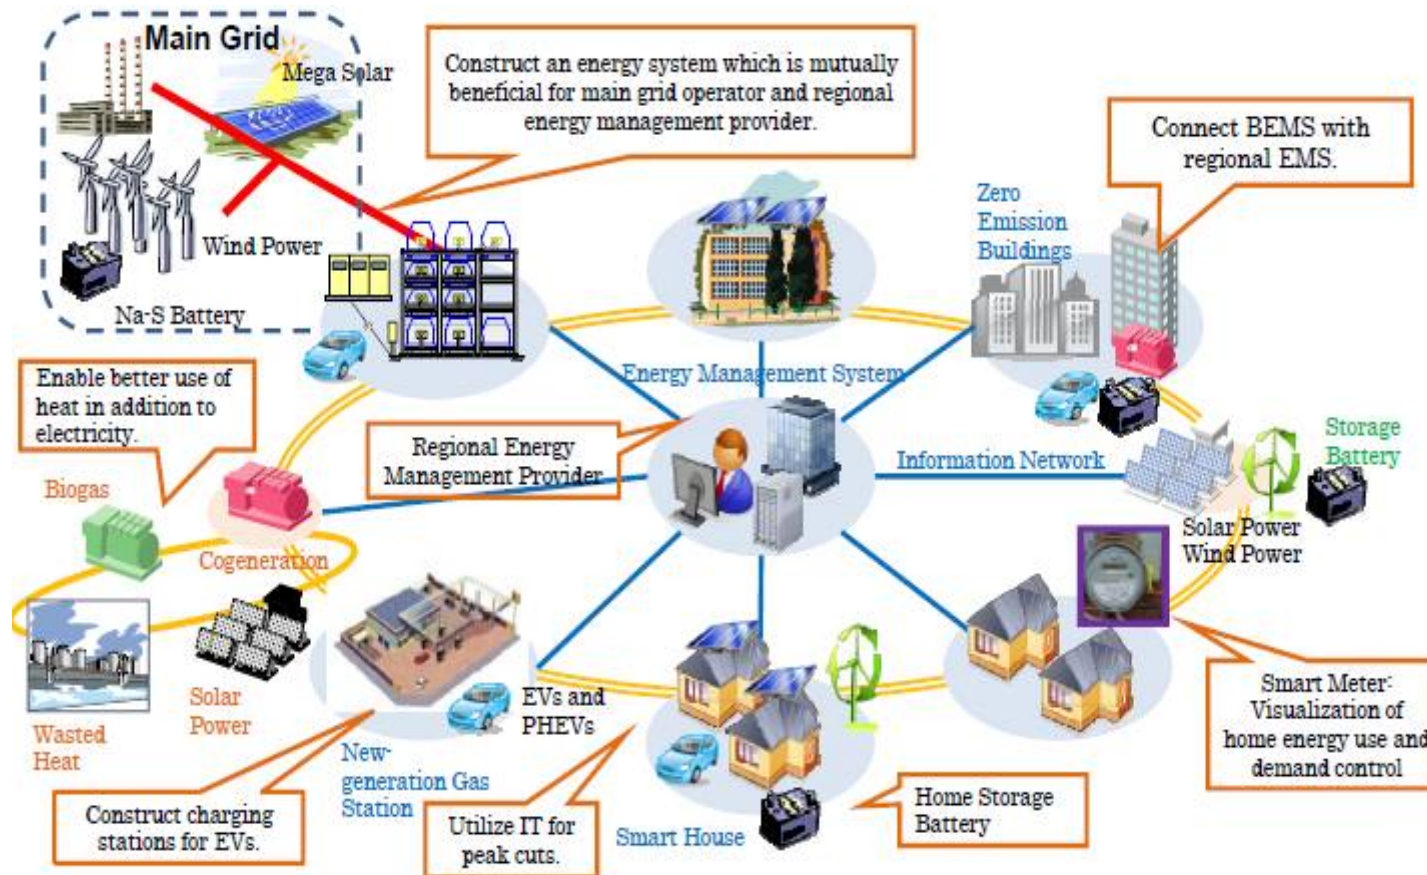 Main Grid
Mega Solar
Wind Power
Na-S Battery
Construct an energy system which is mutually
beneficial for main grid operator and regional
energy management provider.
Connect BEMS with
regional EMS.
Zero
Emission
Buildings
Enable better use of
heat in addition to
electricity.
Energy Management System
Regional Energy
Management Provider
Information Network
Storage
Battery
Biogas
Cogeneration
Solar Power
Wind Power
Wasted
Heat
Solar
Power
EVs and
PHEVs
New-
generation Gas
Station
Smart Meter:
Visualization of
home energy use and
demand control
Construct charging
stations for EVs.
Utilize IT for
peak cuts.
Smart House
Home Storage
Battery